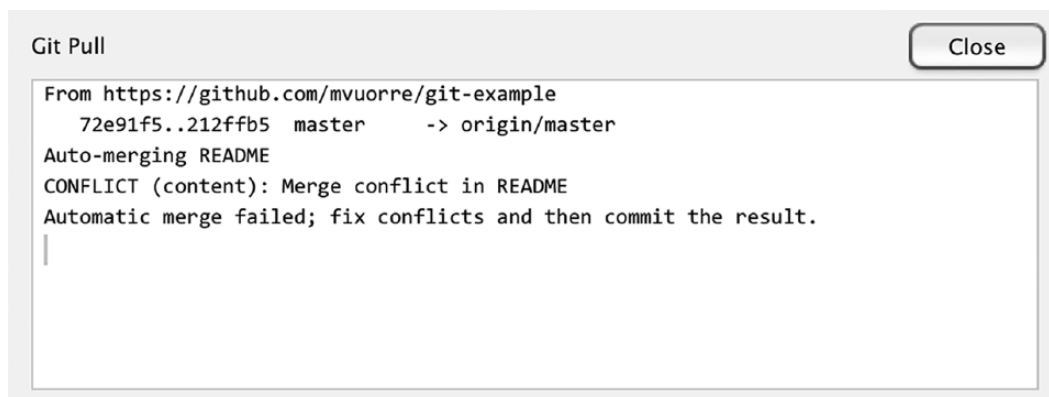 Git Pull
Close
From https://github.com/mvuorre/git-example
72e91f5..212ffb5  master      -> origin/master
Auto-merging README
CONFLICT (content): Merge conflict in README
Automatic merge failed; fix conflicts and then commit the result.